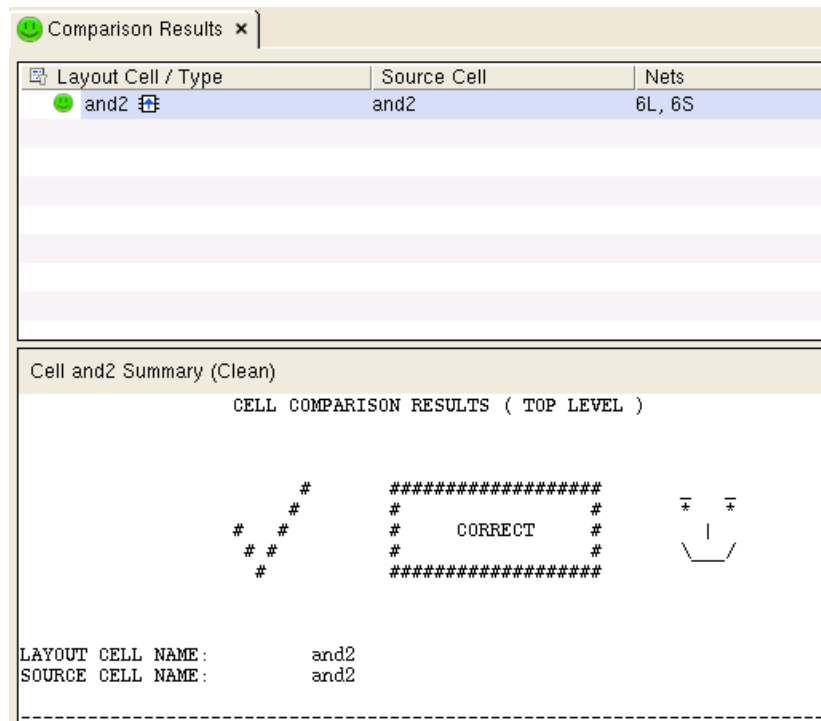 Comparison Results ×
Layout Cell / Type Source Cell Nets
and2 and2 6L, 6S
Cell and2 Summary (Clean)
CELL COMPARISON RESULTS ( TOP LEVEL )
# ################### _ _
# # # * *
# # # CORRECT # |
# # # # \___/
# ###################
LAYOUT CELL NAME: and2
SOURCE CELL NAME: and2